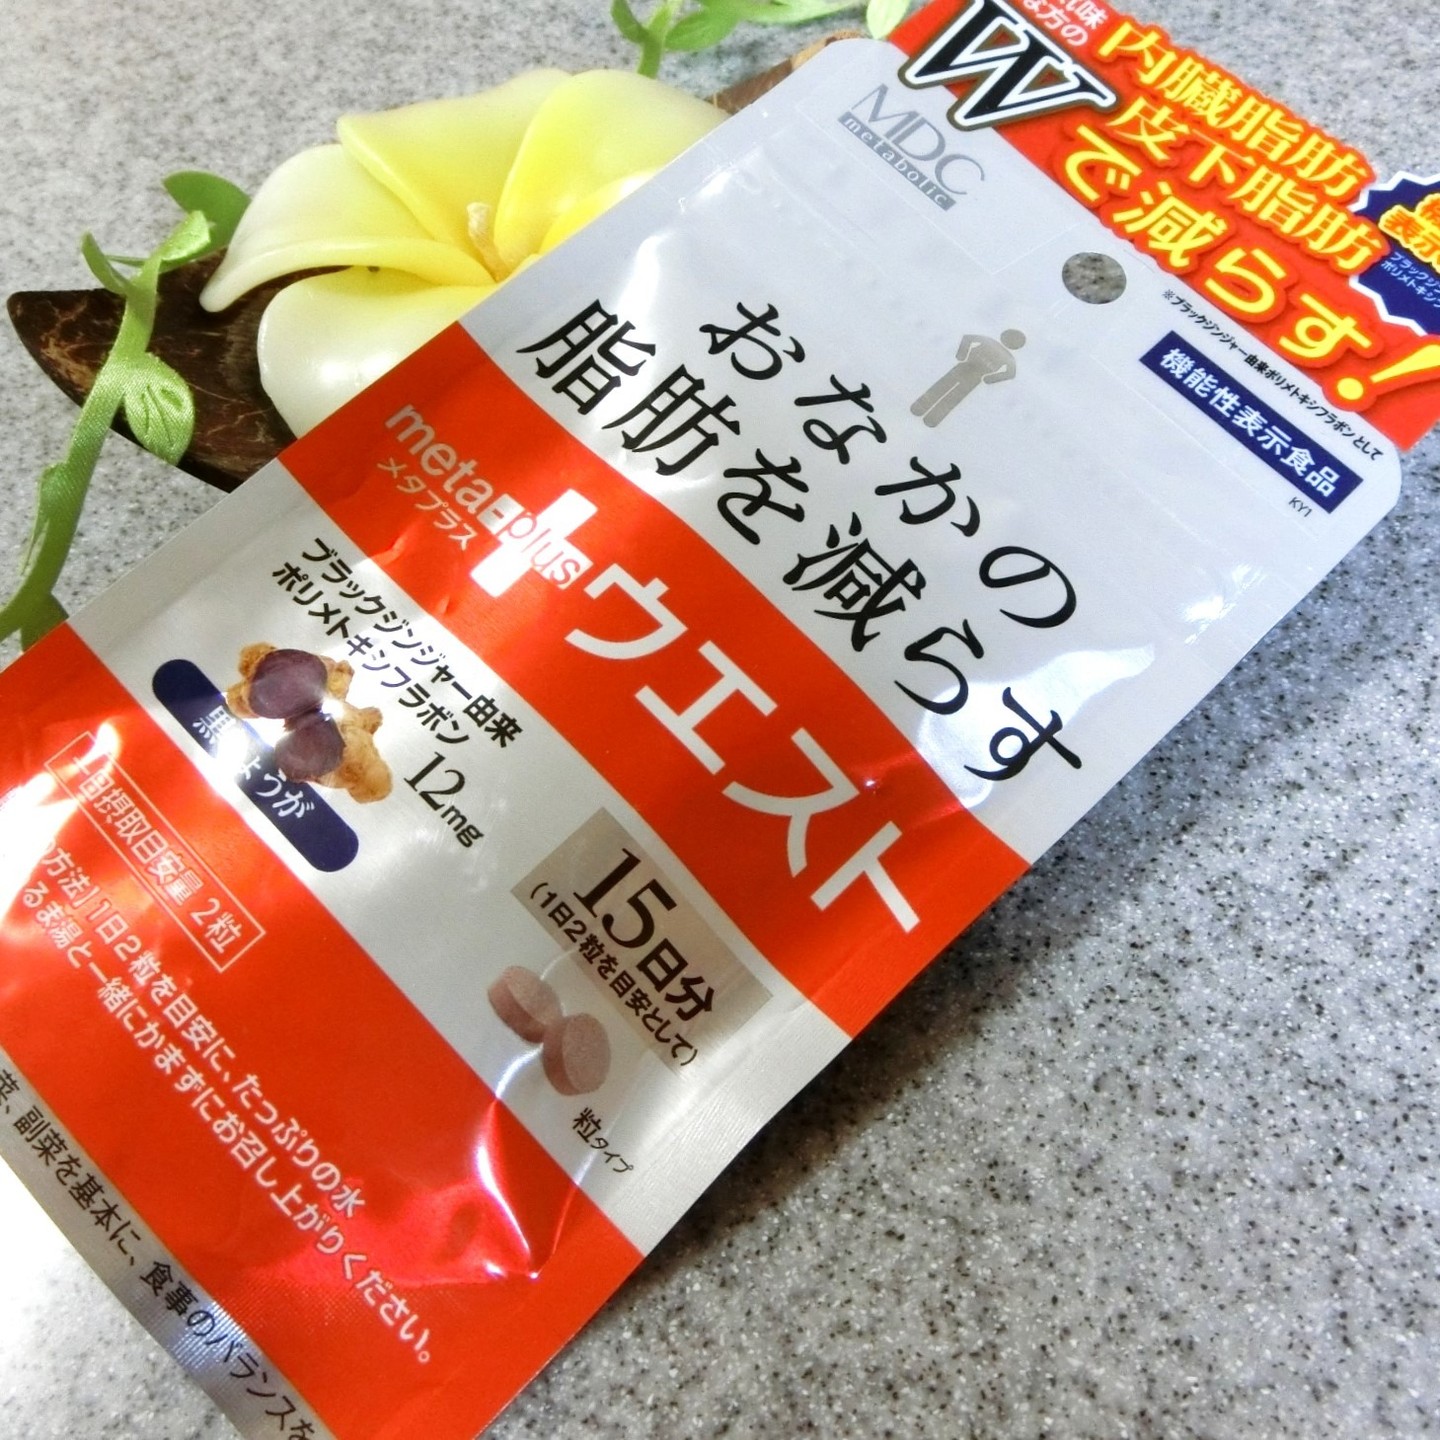 W
内臓脂肪
皮下脂肪
で減らす!
MDC
metabolic
※ブラックジンジャー由来ポリメトキシフラボンとして
機能性表示食品
KY1
おなかの
脂肪を減らす
metaplus
メタプラス
ウエスト
ブラックジンジャー由来
ポリメトキシフラボン
12mg
15日分
(1日2粒を目安として)
粒タイプ
1日摂取目安量 2粒
方法」1日2粒を目安に、たっぷりの水
るま湯と一緒にかまずにお召し上がりください。
副菜を基本に、食事のバランスを